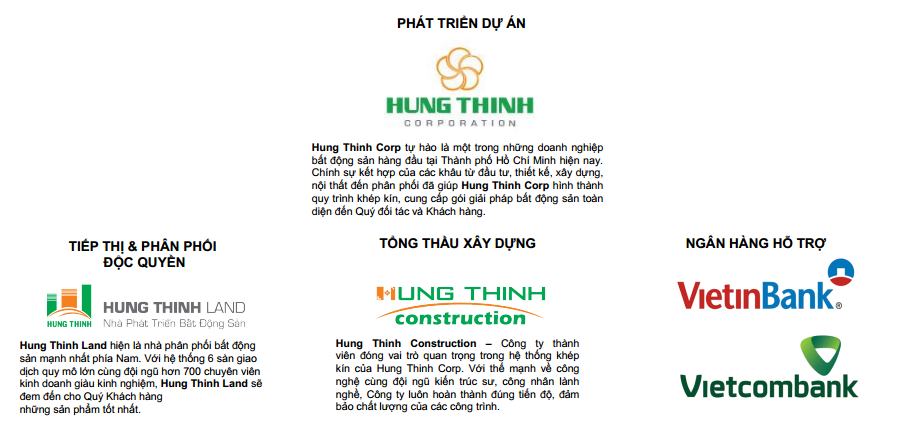 PHÁT TRIỂN DỰ ÁN
HUNG THINH
CORPORATION
Hung Thinh Corp tự hào là một trong những doanh nghiệp
bất động sản hàng đầu tại Thành phố Hồ Chí Minh hiện nay.
Chính sự kết hợp của các khâu từ đầu tư, thiết kế, xây dựng,
nội thất đến phân phối đã giúp Hung Thinh Corp hình thành
quy trình khép kín, cung cấp gói giải pháp bất động sản toàn
diện đến Quý đối tác và Khách hàng.
TIẾP THỊ & PHÂN PHỐI
ĐỘC QUYỀN
HUNG THINH
HUNG THINH LAND
Nhà Phát Triển Bất Động Sản
Hung Thinh Land hiện là nhà phân phối bất động
sản mạnh nhất phía Nam. Với hệ thống 6 sàn giao
dịch quy mô lớn cùng đội ngũ hơn 700 chuyên viên
kinh doanh giàu kinh nghiệm, Hung Thinh Land sẽ
đem đến cho Quý Khách hàng
những sản phẩm tốt nhất.
TỔNG THẦU XÂY DỰNG
HUNG THINH
construction
Hung Thinh Construction – Công ty thành
viên đóng vai trò quan trọng trong hệ thống khép
kín của Hung Thinh Corp. Với thế mạnh về công
nghệ cùng đội ngũ kiến trúc sư, công nhân lành
nghề, Công ty luôn hoàn thành đúng tiến độ, đảm
bảo chất lượng của các công trình.
NGÂN HÀNG HỖ TRỢ
VietinBank®
Vietcombank